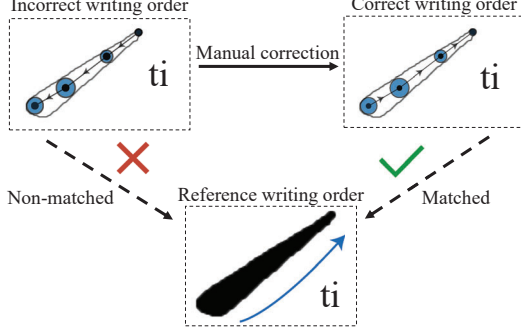 Incorrect writing order
Correct writing order
ti
Manual correction
ti
Non-matched
Matched
Reference writing order
ti